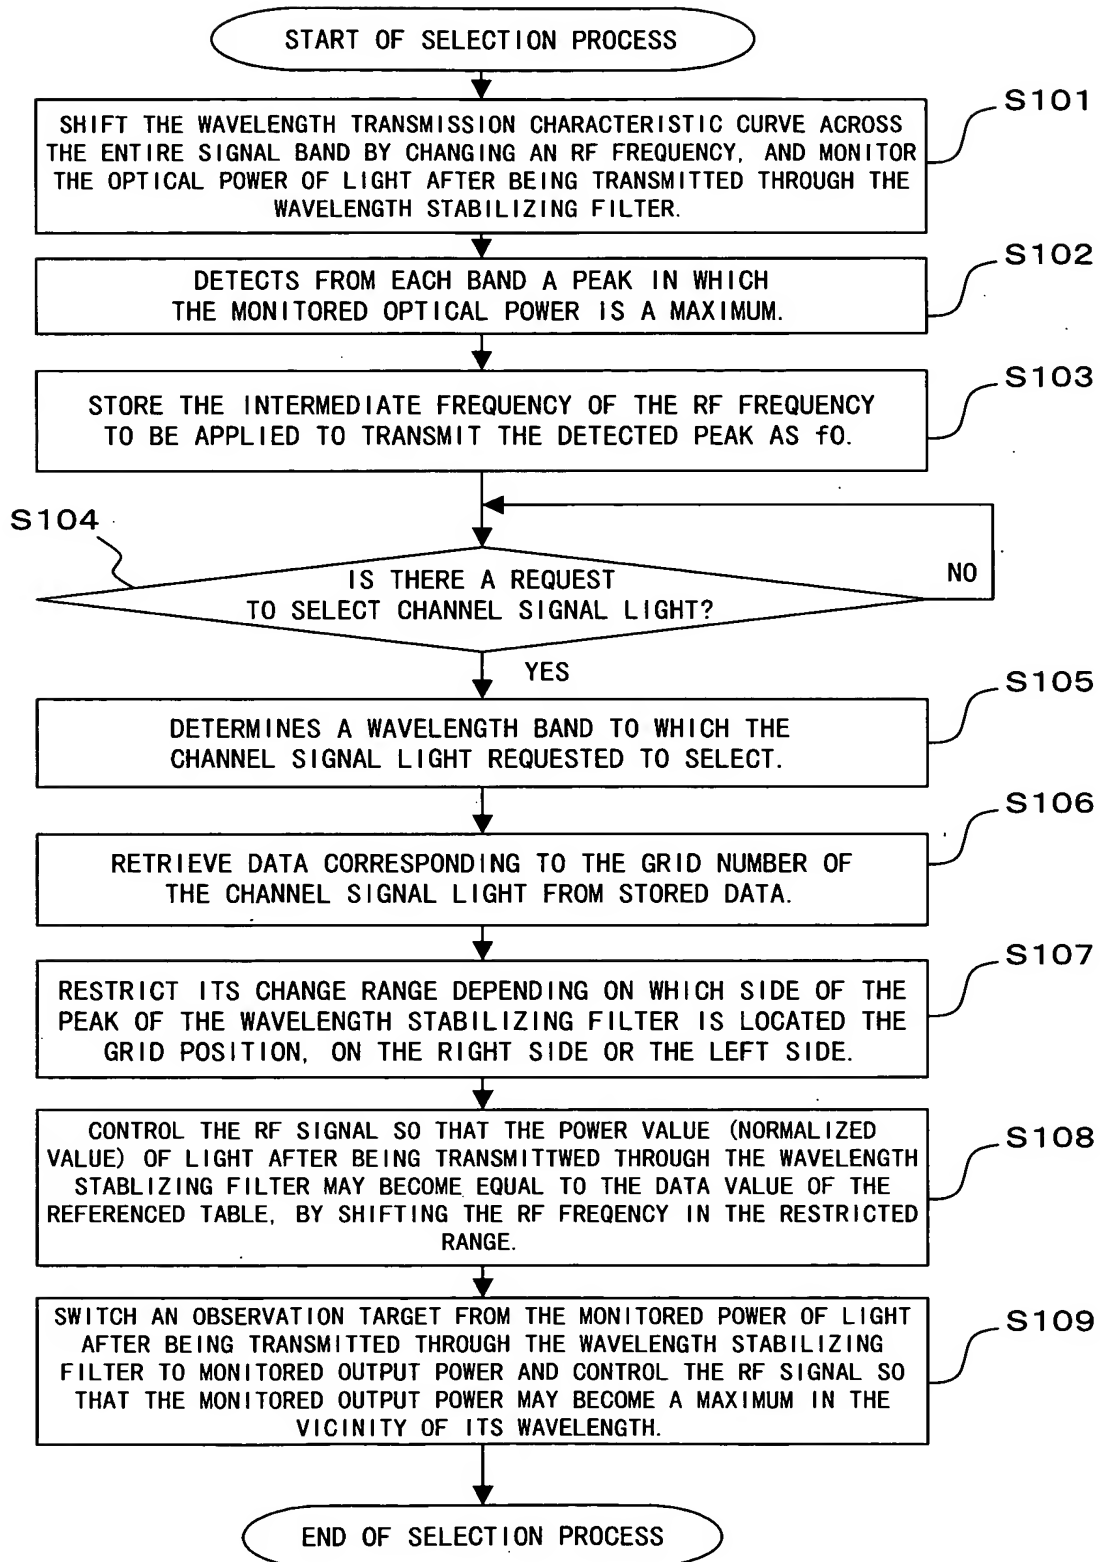 START OF SELECTION PROCESS
S101
SHIFT THE WAVELENGTH TRANSMISSION CHARACTERISTIC CURVE ACROSS
THE ENTIRE SIGNAL BAND BY CHANGING AN RF FREQUENCY, AND MONITOR
THE OPTICAL POWER OF LIGHT AFTER BEING TRANSMITTED THROUGH THE
WAVELENGTH STABILIZING FILTER.
S102
DETECTS FROM EACH BAND A PEAK IN WHICH
THE MONITORED OPTICAL POWER IS A MAXIMUM.
S103
STORE THE INTERMEDIATE FREQUENCY OF THE RF FREQUENCY
TO BE APPLIED TO TRANSMIT THE DETECTED PEAK AS f0.
S104
IS THERE A REQUEST
TO SELECT CHANNEL SIGNAL LIGHT?
NO
YES
S105
DETERMINES A WAVELENGTH BAND TO WHICH THE
CHANNEL SIGNAL LIGHT REQUESTED TO SELECT.
S106
RETRIEVE DATA CORRESPONDING TO THE GRID NUMBER OF
THE CHANNEL SIGNAL LIGHT FROM STORED DATA.
S107
RESTRICT ITS CHANGE RANGE DEPENDING ON WHICH SIDE OF THE
PEAK OF THE WAVELENGTH STABILIZING FILTER IS LOCATED THE
GRID POSITION, ON THE RIGHT SIDE OR THE LEFT SIDE.
S108
CONTROL THE RF SIGNAL SO THAT THE POWER VALUE (NORMALIZED
VALUE) OF LIGHT AFTER BEING TRANSMITTWED THROUGH THE WAVELENGTH
STABLIZING FILTER MAY BECOME EQUAL TO THE DATA VALUE OF THE
REFERENCED TABLE, BY SHIFTING THE RF FREQENCY IN THE RESTRICTED
RANGE.
S109
SWITCH AN OBSERVATION TARGET FROM THE MONITORED POWER OF LIGHT
AFTER BEING TRANSMITTED THROUGH THE WAVELENGTH STABILIZING
FILTER TO MONITORED OUTPUT POWER AND CONTROL THE RF SIGNAL SO
THAT THE MONITORED OUTPUT POWER MAY BECOME A MAXIMUM IN THE
VICINITY OF ITS WAVELENGTH.
END OF SELECTION PROCESS